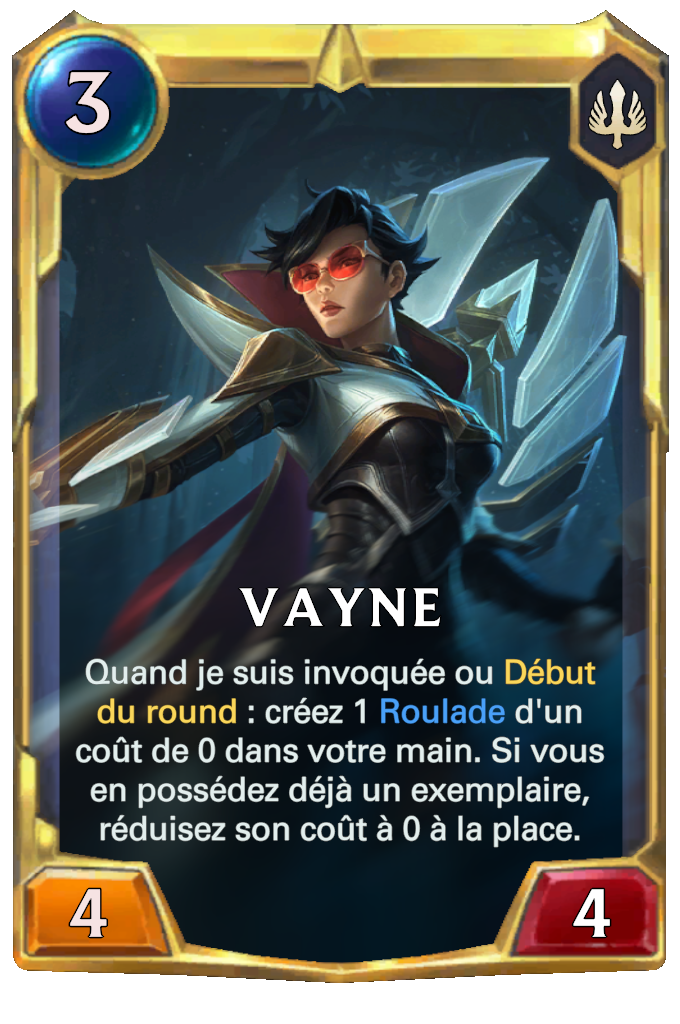 3
VAYNE
Quand je suis invoquée ou Début
du round : créez 1 Roulade d'un
coût de 0 dans votre main. Si vous
en possédez déjà un exemplaire,
réduisez son coût à 0 à la place.
4
4